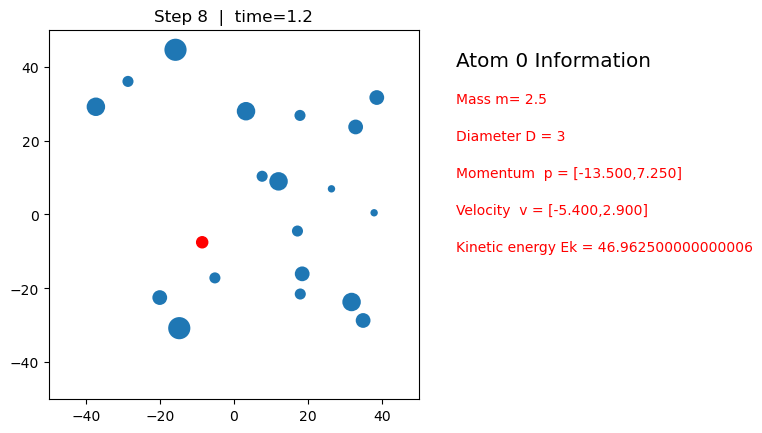 Step 8 | time=1.2
Atom 0 Information
Mass m= 2.5
Diameter D = 3
Momentum p = [-13.500,7.250]
Velocity v = [-5.400,2.900]
Kinetic energy Ek = 46.962500000000006
40
20
0
−20
−40
−40 −20 0 20 40